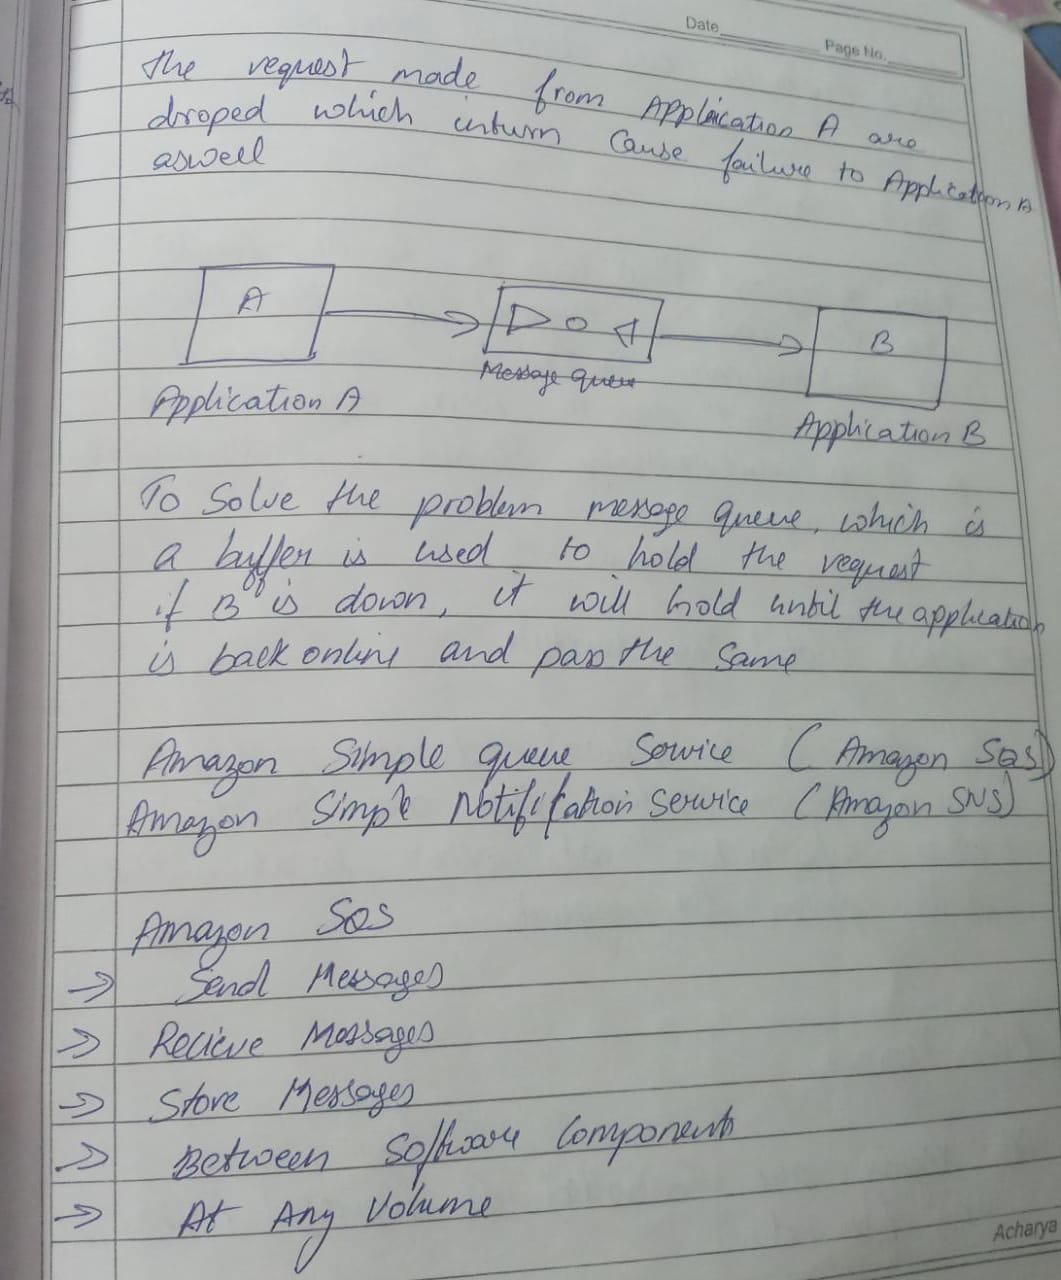 Date
Page No.
The request made from Application A are
droped which inturn Cause failure to Application A
aswell
A
B
Message Queue
Application A
Application B
To Solve the problem message queue, which is
a buffer is used to hold the request
if B is down, it will hold until the application
is back online and pass the same
Amazon Simple queue Service (Amazon SQS)
Amazon Simple Notification Service (Amazon SNS)
Amazon SQS
→ Send Messages
→ Recieve Messages
→ Store Messages
→ Between Software Components
→ At Any Volume
Acharya